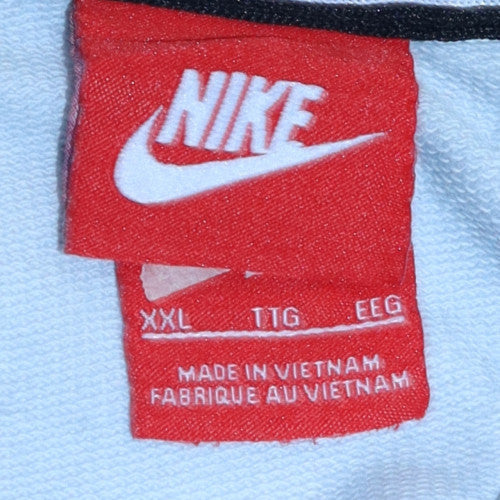 NIKE
XXL TTG EEG
MADE IN VIETNAM
FABRIQUE AU VIETNAM